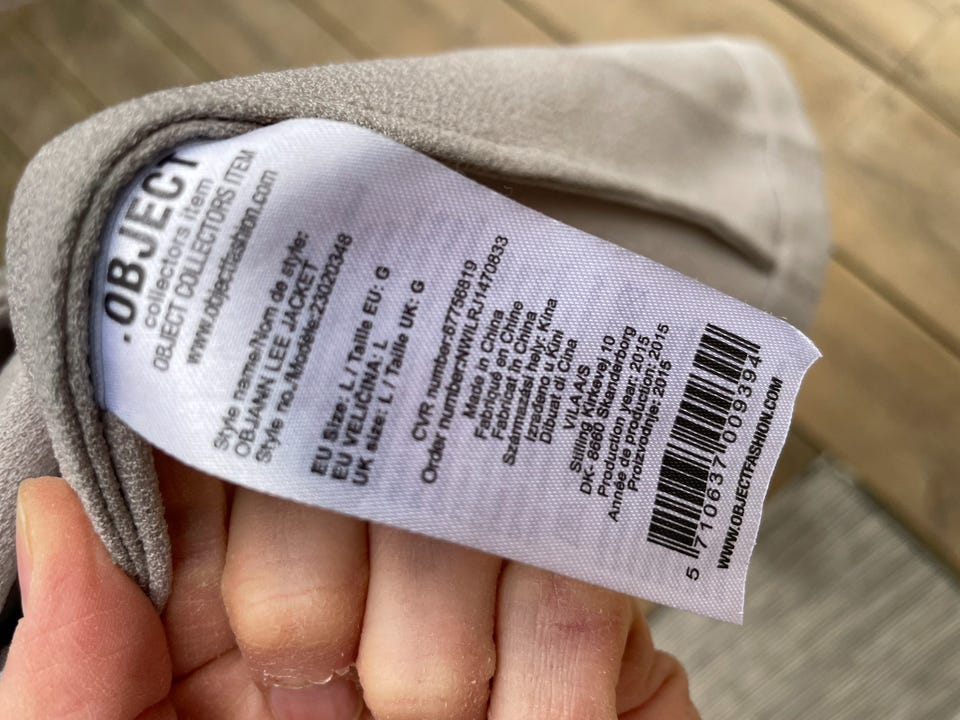 .OBJECT
collectors item
OBJECT COLLECTORS ITEM
www.objectfashion.com
Style name/Nom de style:
OBJANN LEE JACKET
Style no./Modéle:23020348
EU Size: L / Taille EU: G
EU VELIČINA: L
UK size: L / Taille UK: G
CVR number:67756819
Order number:NWILRJ1470833
Made in China
Fabriqué en Chine
Fabricat în China
Származási hely: Kína
Izrađeno u Kini
Dibuat di Cina
VILA A/S
Stilling Kirkevej 10
DK- 8660 Skanderborg
Production year: 2015
Année de production: 2015
Proizvodnje: 2015
5 710637 009394
WWW.OBJECTFASHION.COM